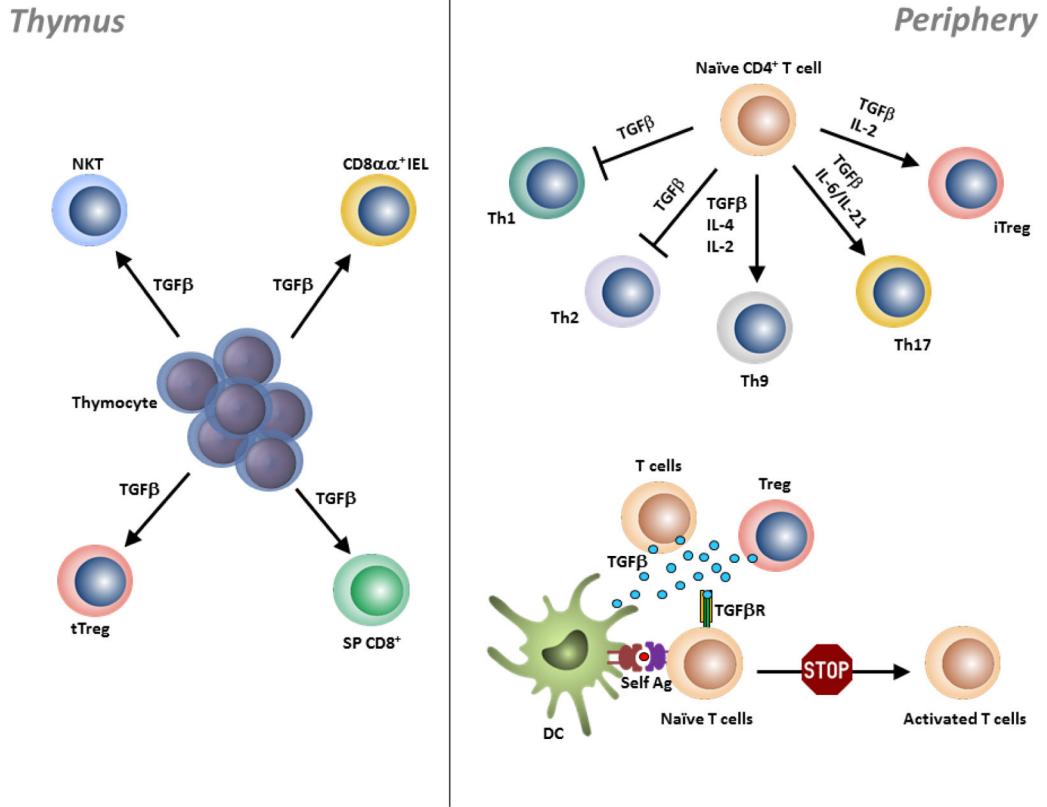 Thymus
NKT
CD8αα⁺IEL
TGFβ
TGFβ
Thymocyte
TGFβ
TGFβ
tTreg
SP CD8⁺
Periphery
Naïve CD4⁺ T cell
TGFβ
TGFβ
IL-2
Th1
TGFβ
TGFβ
IL-4
IL-2
TGFβ
IL-6/IL-21
iTreg
Th2
Th9
Th17
T cells
Treg
TGFβ
TGFβR
Self Ag
STOP
DC
Naïve T cells
Activated T cells